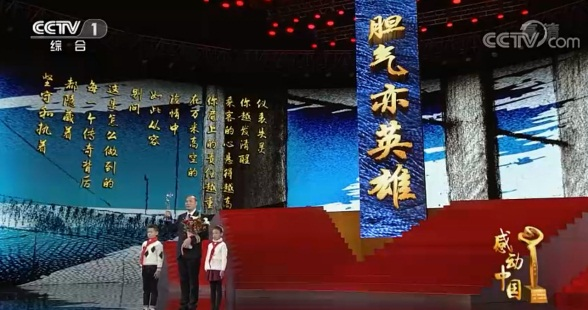 CCTV 1
综合
CCTV.com
胆气亦英雄
仪表失灵
你越发清醒
乘客的心悬得越高
你肩上的责任越重
在万米高空的
险情中
如此从容
别问
这是怎么做到的
每一个传奇背后
都隐藏着
坚守和执着
感动中国